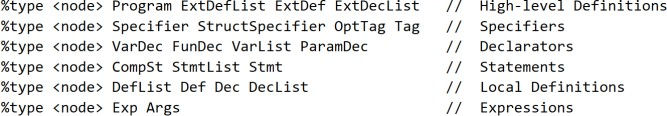 %type <node> Program ExtDefList ExtDef ExtDecList // High-level Definitions
%type <node> Specifier StructSpecifier OptTag Tag // Specifiers
%type <node> VarDec FunDec VarList ParamDec // Declarators
%type <node> CompSt StmtList Stmt // Statements
%type <node> DefList Def Dec DecList // Local Definitions
%type <node> Exp Args // Expressions